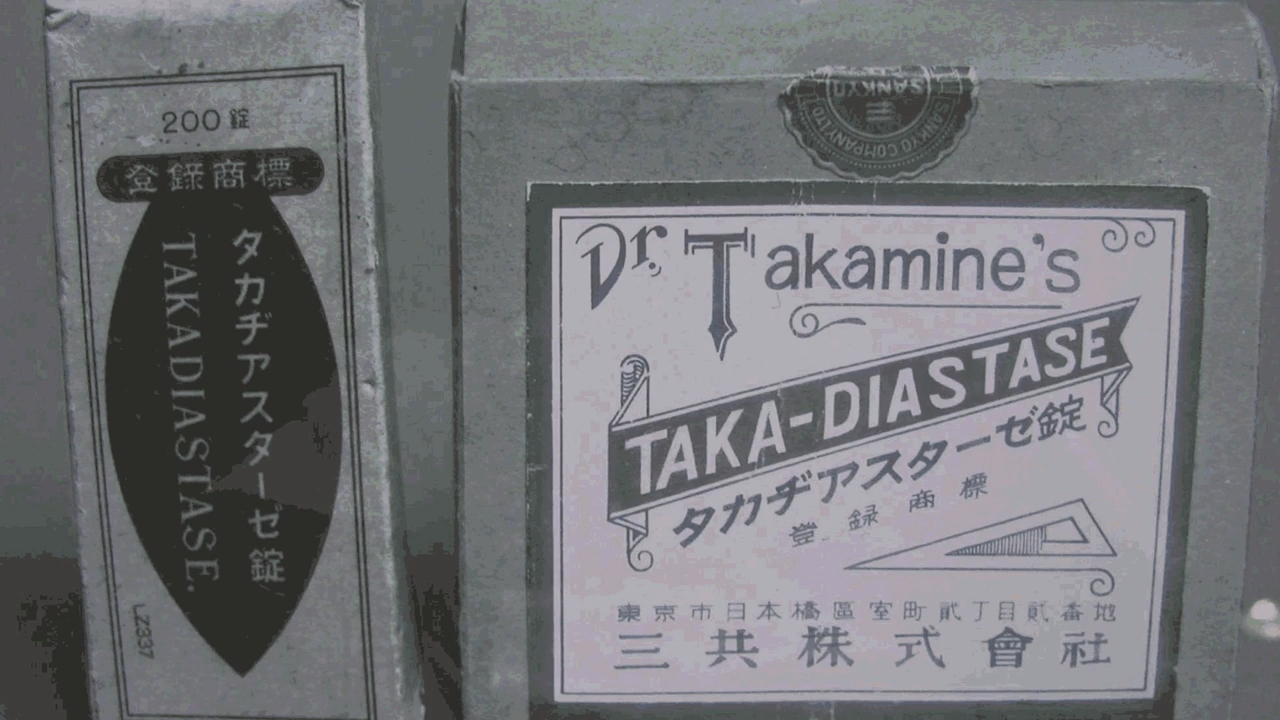 200錠
登録商標
タカヂアスターゼ錠
TAKADIASTASE.
LZ337
SANKYO
三
SANKYO COMPANY LTD.
Dr. Takamine's
TAKA-DIASTASE
タカヂアスターゼ錠
登録商標
東京市日本橋區室町貳丁目貳番地
三共株式會社